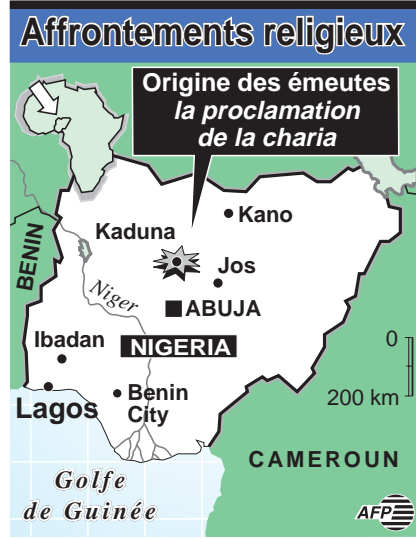 Affrontements religieux
Origine des émeutes
la proclamation
de la charia
Kano
Kaduna
Jos
BENIN
Niger
ABUJA
Ibadan
NIGERIA
0
200 km
Lagos
Benin
City
CAMEROUN
Golfe
de Guinée
AFP